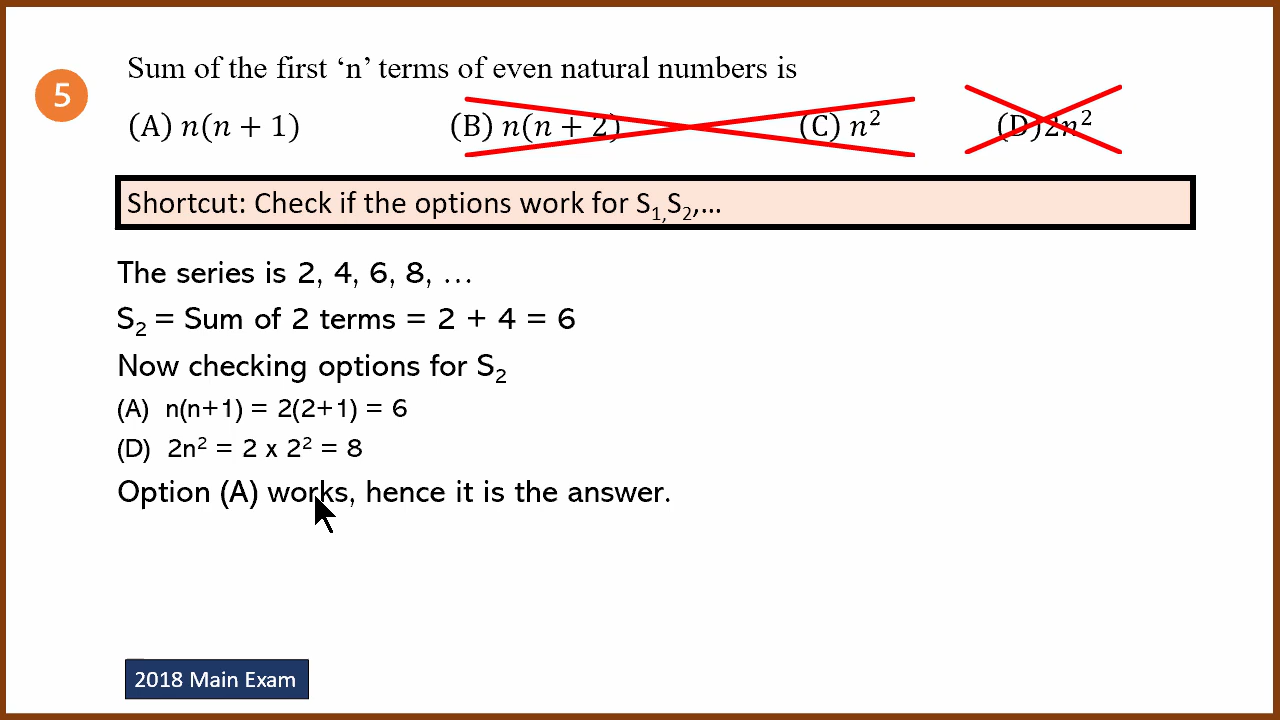 5
Sum of the first ‘n’ terms of even natural numbers is
(A) n(n + 1) (B) n(n + 2) (C) n² (D) 2n²
Shortcut: Check if the options work for S₁,S₂,...
The series is 2, 4, 6, 8, ...
S₂ = Sum of 2 terms = 2 + 4 = 6
Now checking options for S₂
(A) n(n+1) = 2(2+1) = 6
(D) 2n² = 2 x 2² = 8
Option (A) works, hence it is the answer.
2018 Main Exam